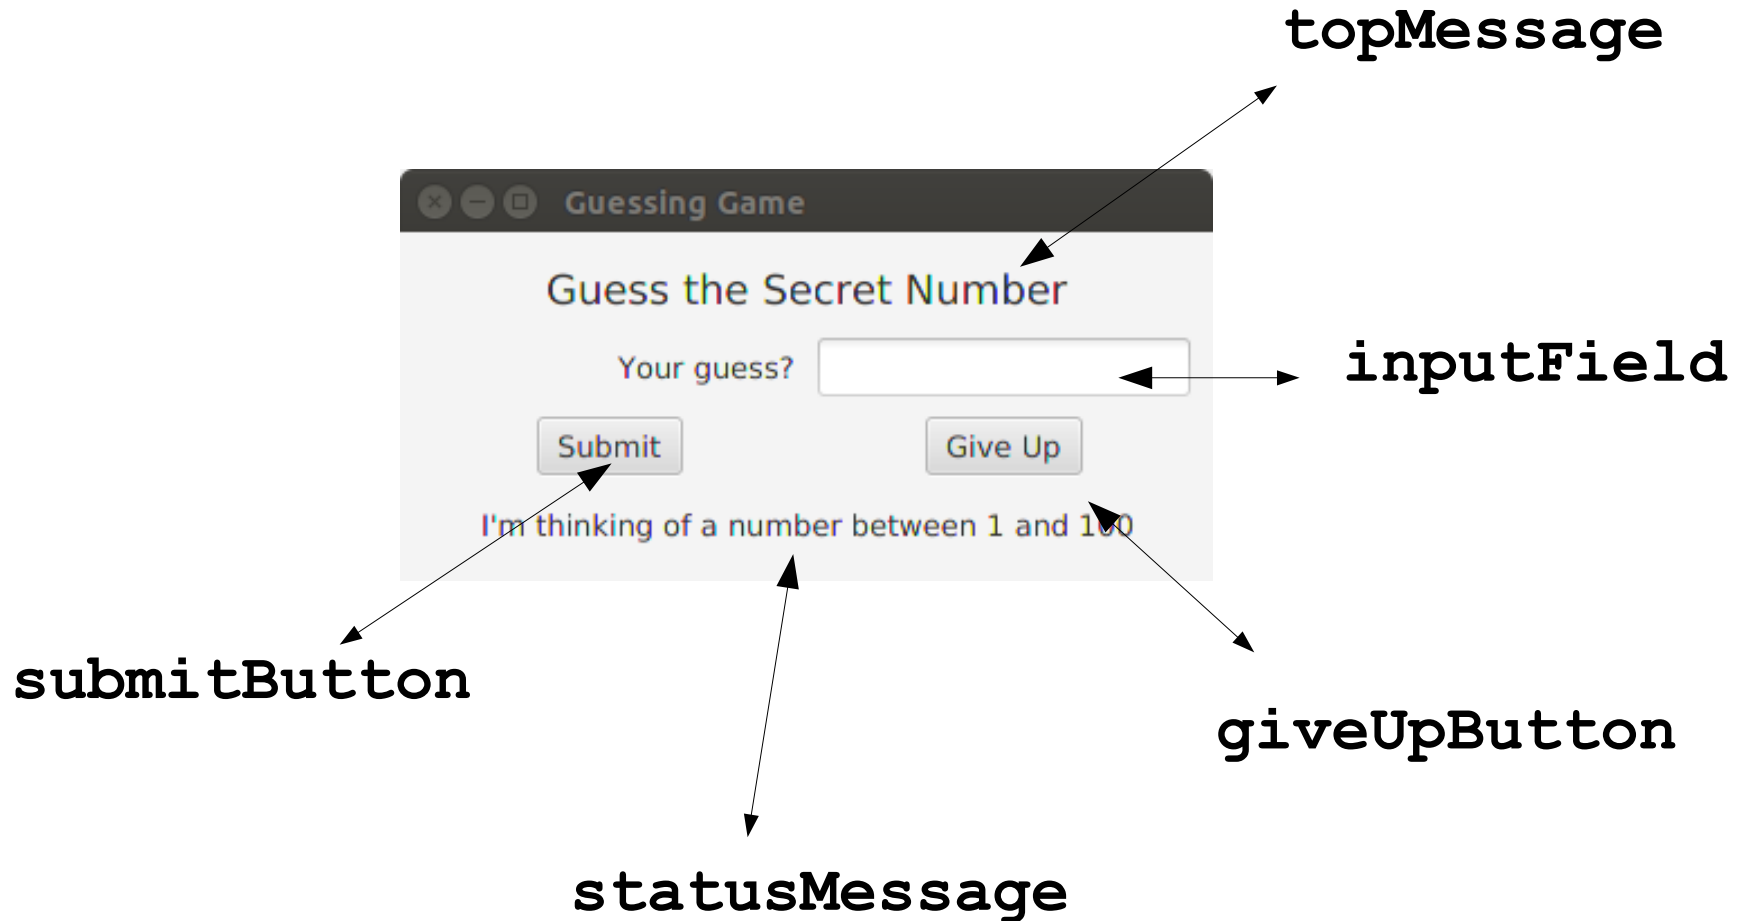 topMessage
Guessing Game
Guess the Secret Number
Your guess?
inputField
Submit
Give Up
I'm thinking of a number between 1 and 100
submitButton
giveUpButton
statusMessage